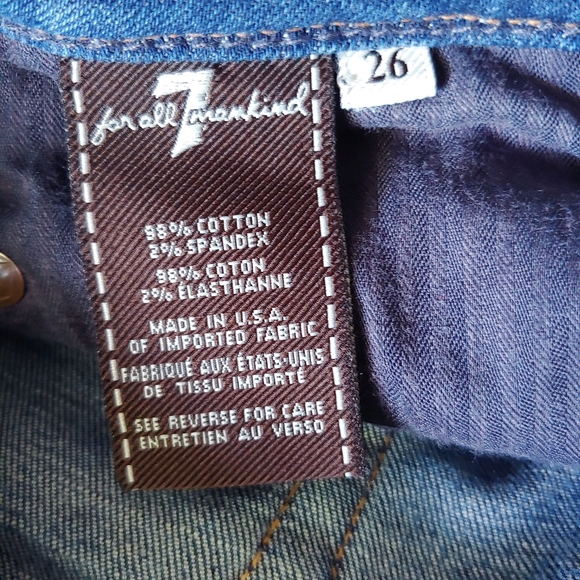 for all 7 mankind
26
98% COTTON
2% SPANDEX
98% COTON
2% ÉLASTHANNE
MADE IN U.S.A.
OF IMPORTED FABRIC
FABRIQUÉ AUX ÉTATS-UNIS
DE TISSU IMPORTÉ
SEE REVERSE FOR CARE
ENTRETIEN AU VERSO